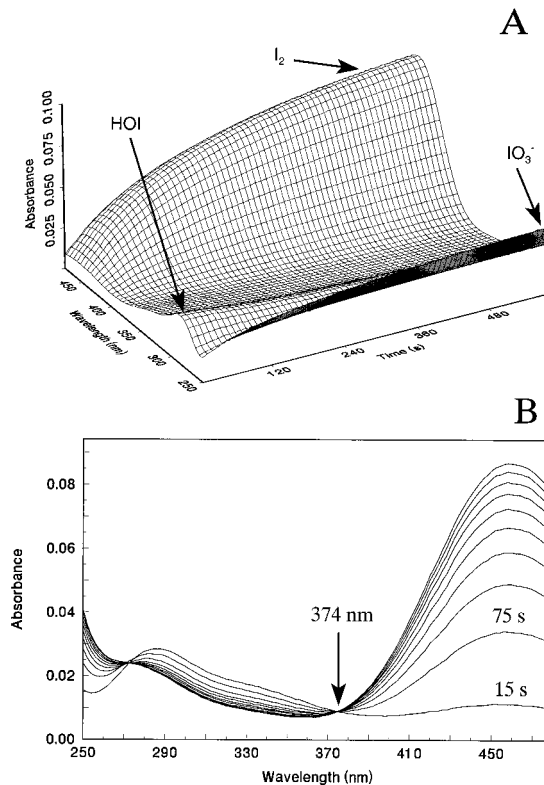 A
I2
HOI
IO3-
Absorbance
0.100
0.075
0.050
0.025
450
400
350
300
250
Wavelength (nm)
120
240
360
480
Time (s)
B
0.08
0.06
0.04
0.02
0.00
Absorbance
374 nm
75 s
15 s
250 290 330 370 410 450
Wavelength (nm)